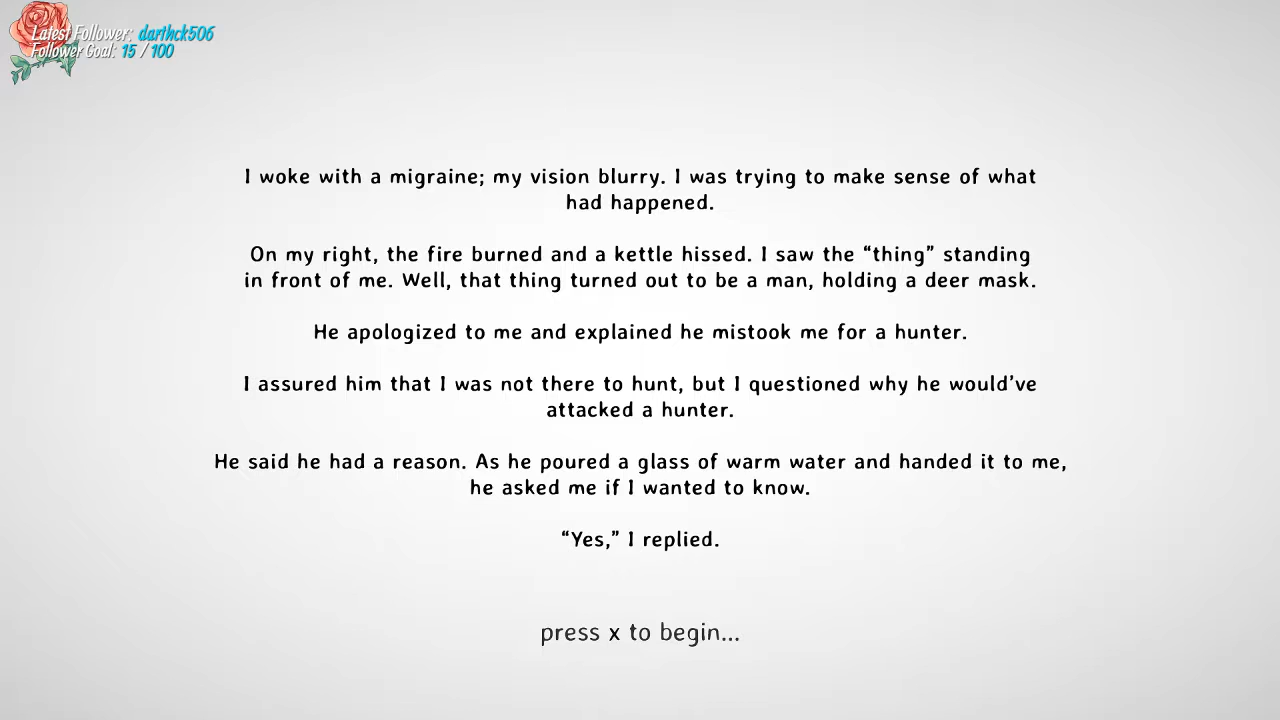 Latest Follower: darthck506
Follower Goal: 15 / 100
I woke with a migraine; my vision blurry. I was trying to make sense of what
had happened.
On my right, the fire burned and a kettle hissed. I saw the “thing” standing
in front of me. Well, that thing turned out to be a man, holding a deer mask.
He apologized to me and explained he mistook me for a hunter.
I assured him that I was not there to hunt, but I questioned why he would’ve
attacked a hunter.
He said he had a reason. As he poured a glass of warm water and handed it to me,
he asked me if I wanted to know.
“Yes,” I replied.
press x to begin...